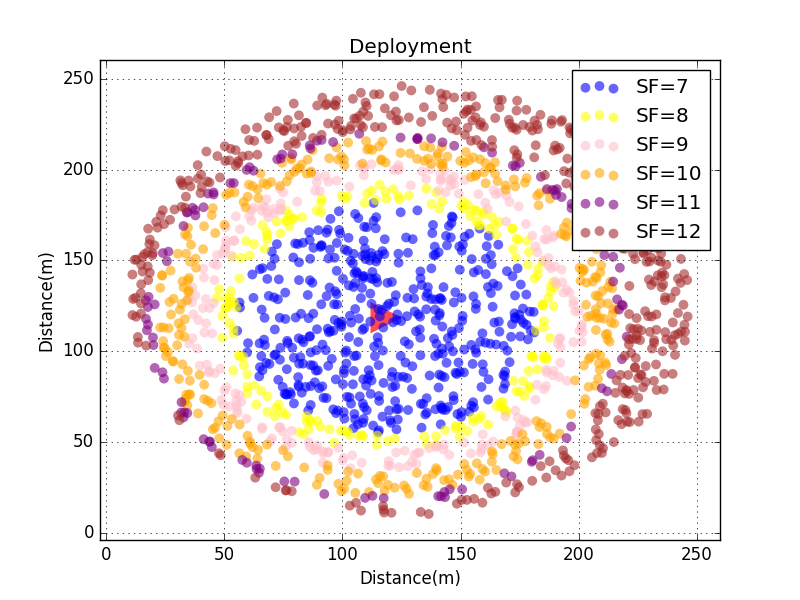 Deployment
SF=7
SF=8
SF=9
SF=10
SF=11
SF=12
Distance(m)
250
200
150
100
50
0
0 50 100 150 200 250
Distance(m)